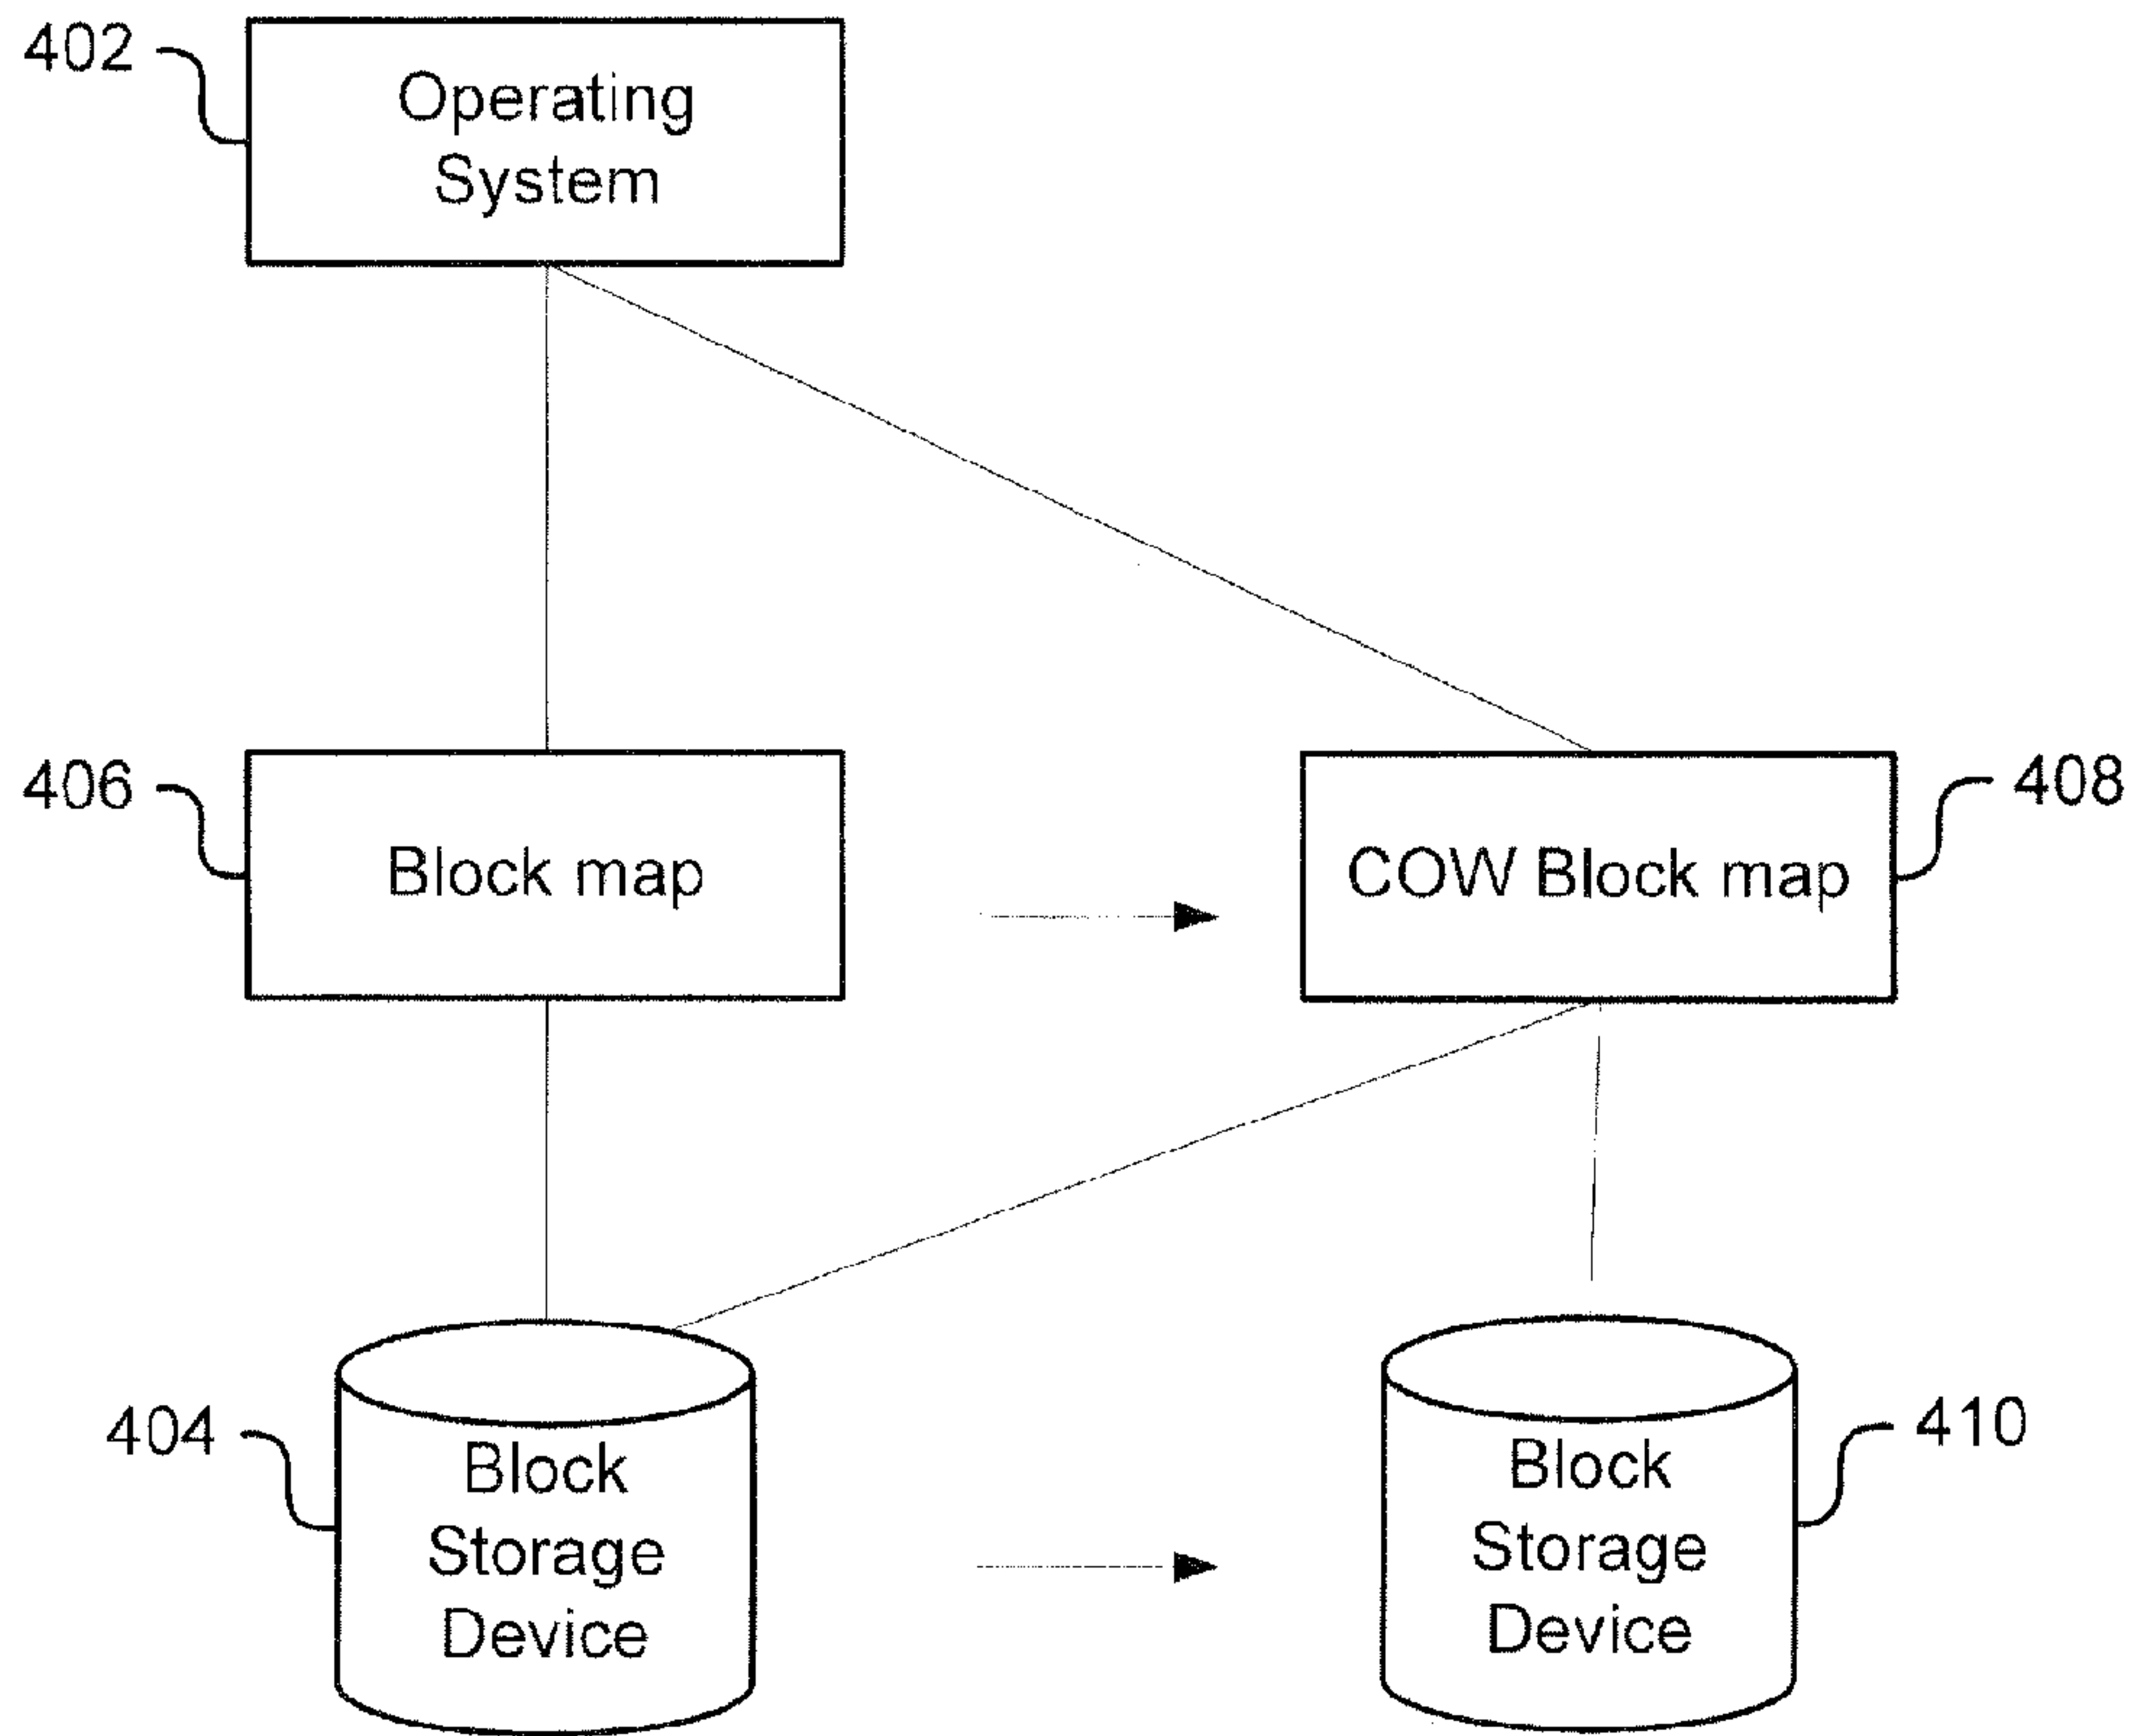 402
Operating
System
406
Block map
COW Block map
408
404
Block
Storage
Device
Block
Storage
Device
410